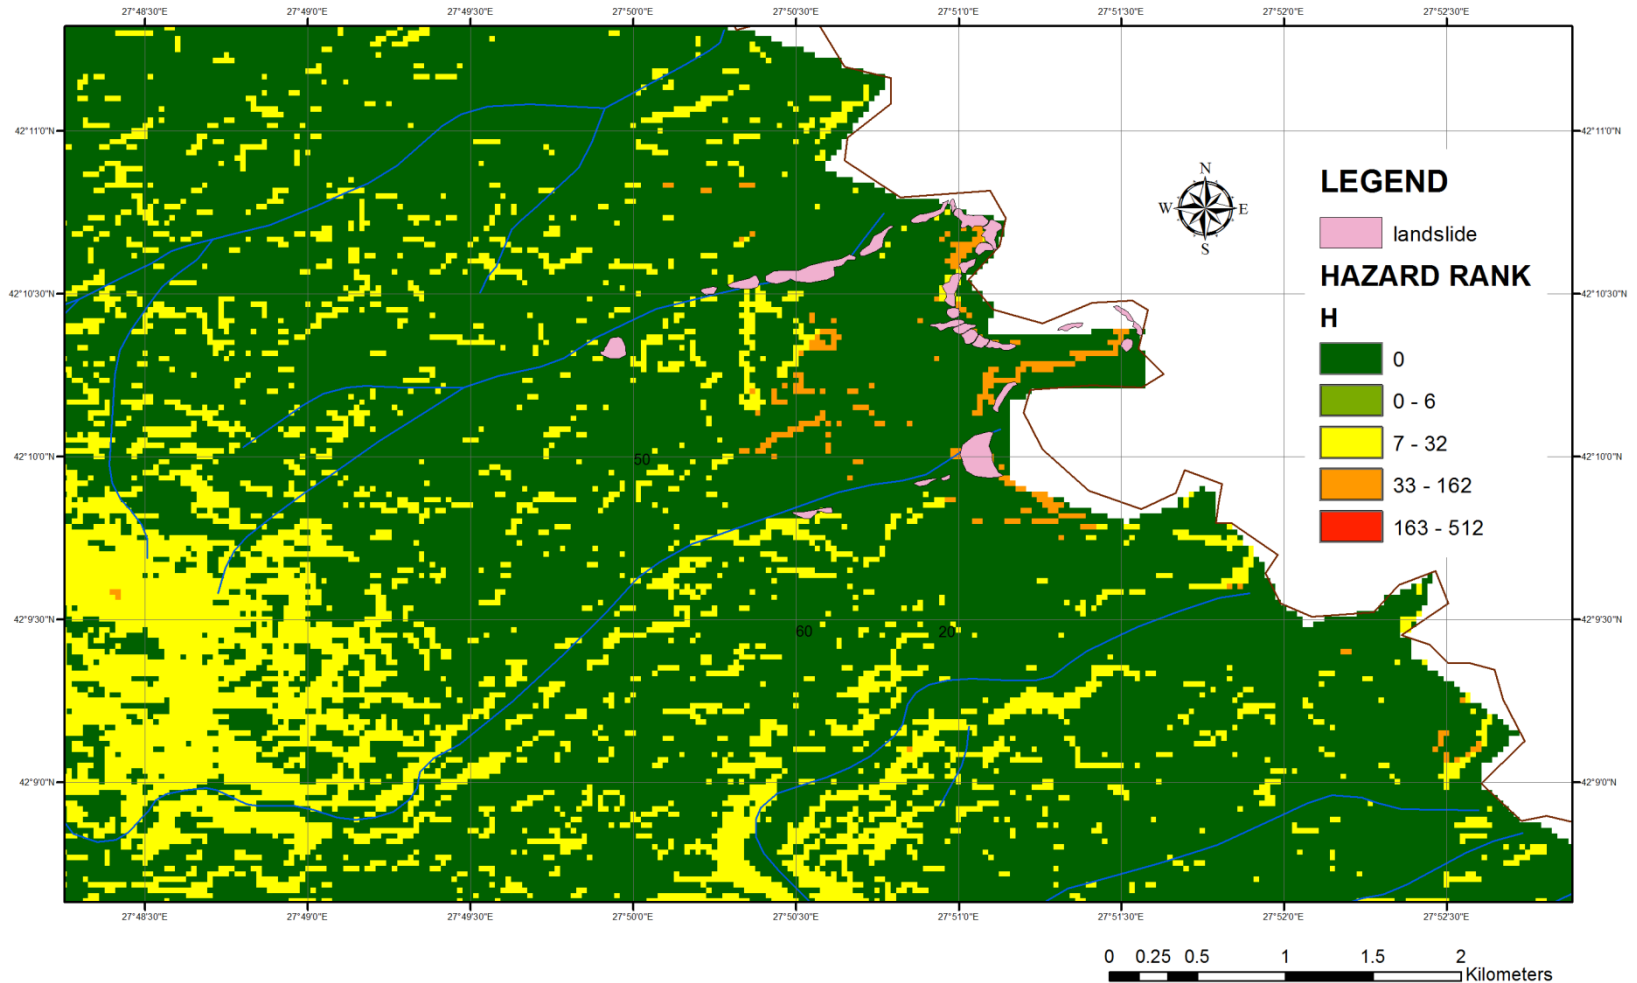 27°48'30"E 27°49'0"E 27°49'30"E 27°50'0"E 27°50'30"E 27°51'0"E 27°51'30"E 27°52'0"E 27°52'30"E
42°11'0"N 42°11'0"N
N
W E
S
LEGEND
landslide
HAZARD RANK
42°10'30"N 42°10'30"N
H
0
0 - 6
7 - 32
50
42°10'0"N 42°10'0"N
33 - 162
163 - 512
42°9'30"N 42°9'30"N
60 20
42°9'0"N 42°9'0"N
27°48'30"E 27°49'0"E 27°49'30"E 27°50'0"E 27°50'30"E 27°51'0"E 27°51'30"E 27°52'0"E 27°52'30"E
0 0.25 0.5 1 1.5 2
Kilometers